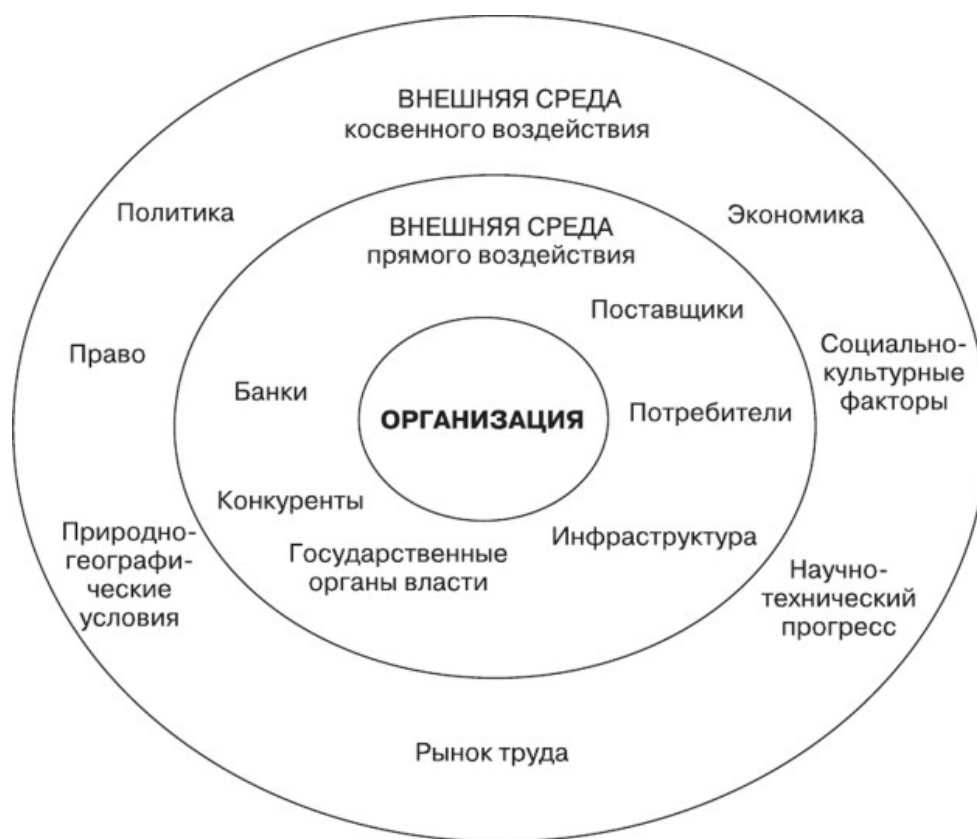 ВНЕШНЯЯ СРЕДА
косвенного воздействия
Политика
Экономика
ВНЕШНЯЯ СРЕДА
прямого воздействия
Поставщики
Право
Социально-
культурные
факторы
Банки
ОРГАНИЗАЦИЯ
Потребители
Конкуренты
Государственные
органы власти
Инфраструктура
Природно-
географи-
ческие
условия
Научно-
технический
прогресс
Рынок труда